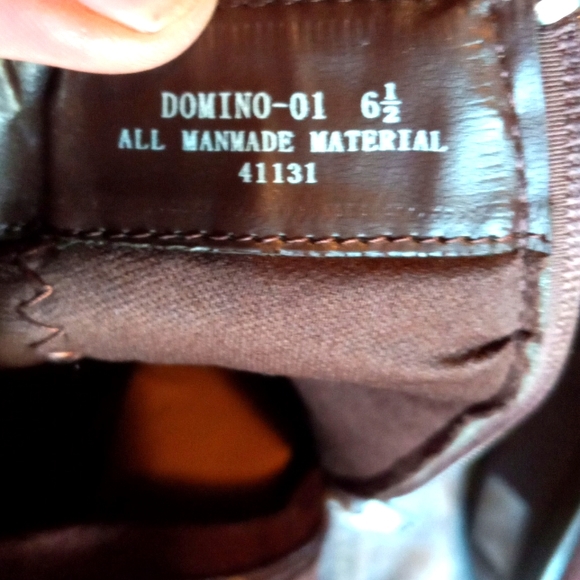 DOMINO-01 6½
ALL MANMADE MATERIAL
41131